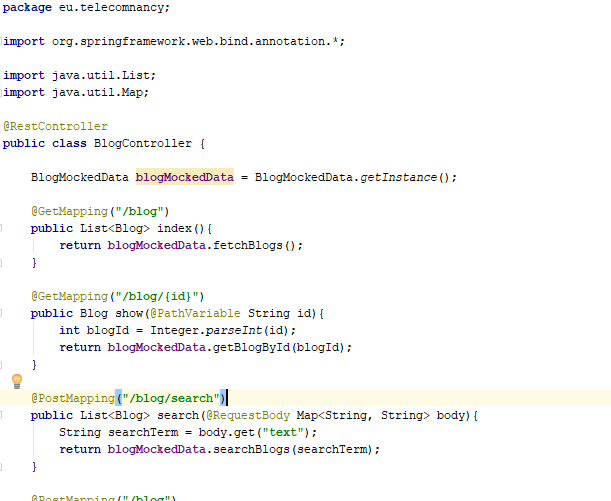 package eu.telecomnancy;
import org.springframework.web.bind.annotation.*;
import java.util.List;
import java.util.Map;
@RestController
public class BlogController {
BlogMockedData blogMockedData = BlogMockedData.getInstance();
@GetMapping("/blog")
public List<Blog> index(){
return blogMockedData.fetchBlogs();
}
@GetMapping("/blog/{id}")
public Blog show(@PathVariable String id){
int blogId = Integer.parseInt(id);
return blogMockedData.getBlogById(blogId);
}
@PostMapping("/blog/search")
public List<Blog> search(@RequestBody Map<String, String> body){
String searchTerm = body.get("text");
return blogMockedData.searchBlogs(searchTerm);
}
@PostMapping("/blog")